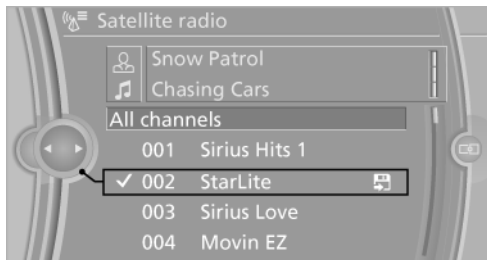 Satellite radio
Snow Patrol
Chasing Cars
All channels
001 Sirius Hits 1
002 StarLite
003 Sirius Love
004 Movin EZ